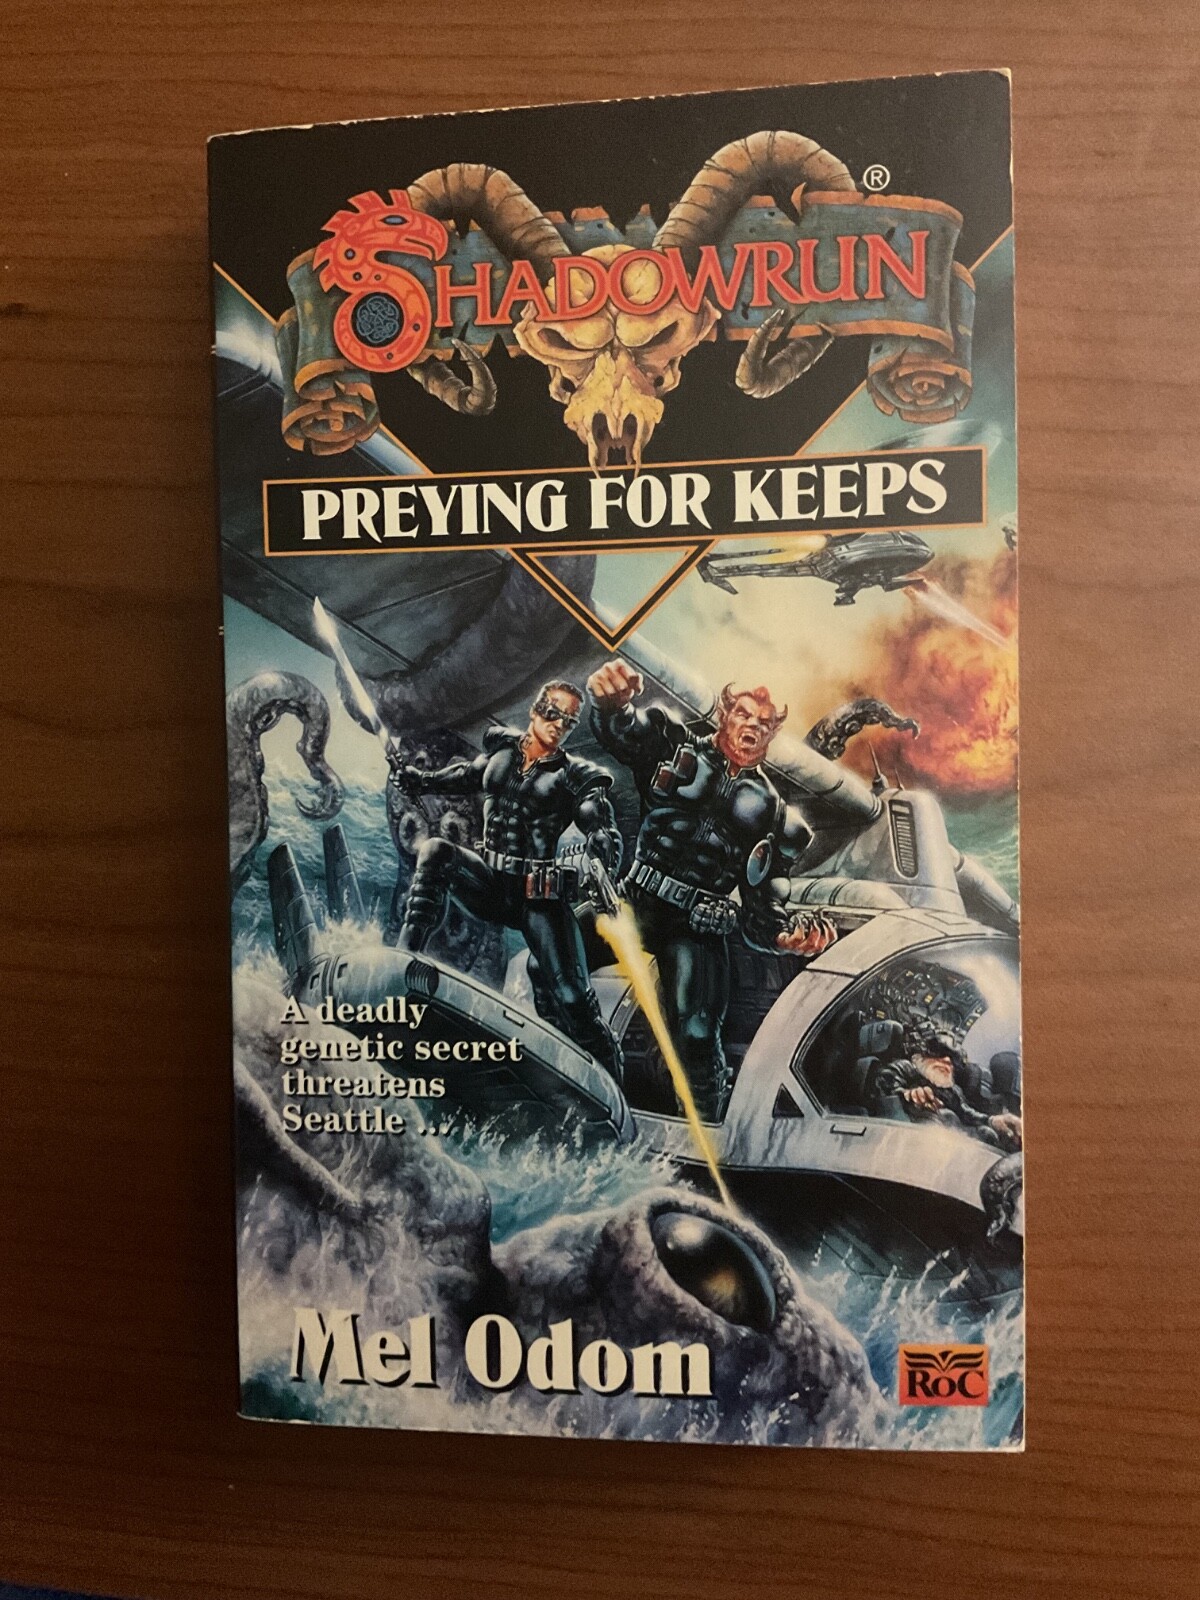 SHADOWRUN ®
PREYING FOR KEEPS
A deadly
genetic secret
threatens
Seattle ...
Mel Odom
ROC